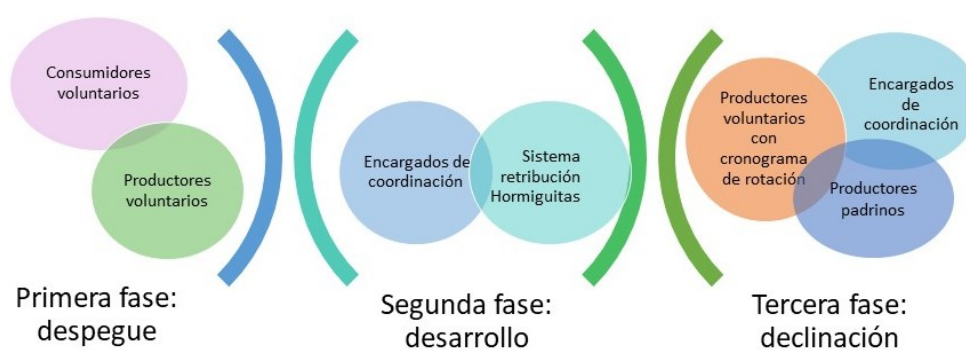 Consumidores
voluntarios
Productores
voluntarios
Primera fase:
despegue
Encargados de
coordinación
Sistema
retribución
Hormiguitas
Segunda fase:
desarrollo
Productores
voluntarios
con
cronograma
de rotación
Encargados
de
coordinación
Productores
padrinos
Tercera fase:
declinación